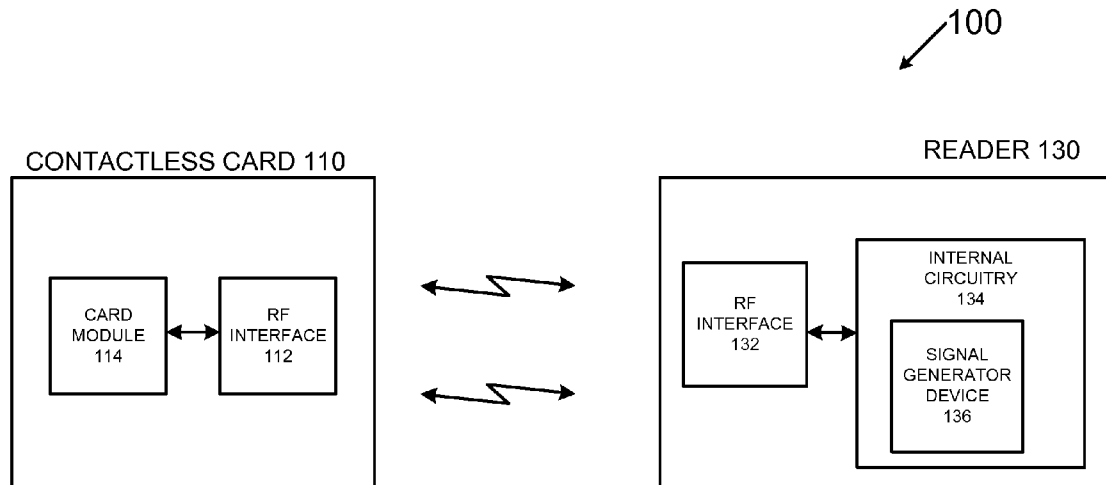 100
CONTACTLESS CARD 110
READER 130
CARD
MODULE
114
RF
INTERFACE
112
RF
INTERFACE
132
INTERNAL
CIRCUITRY
134
SIGNAL
GENERATOR
DEVICE
136